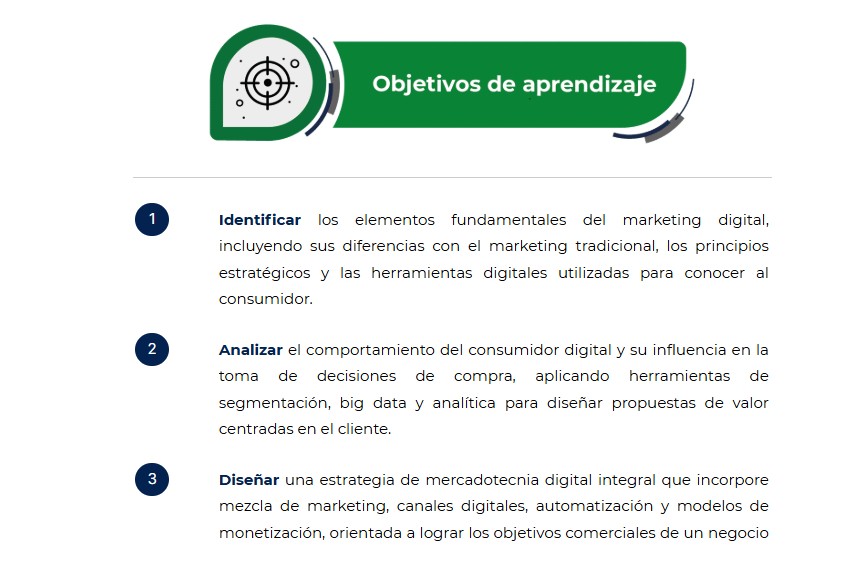 Objetivos de aprendizaje
1
Identificar los elementos fundamentales del marketing digital,
incluyendo sus diferencias con el marketing tradicional, los principios
estratégicos y las herramientas digitales utilizadas para conocer al
consumidor.
2
Analizar el comportamiento del consumidor digital y su influencia en la
toma de decisiones de compra, aplicando herramientas de
segmentación, big data y analítica para diseñar propuestas de valor
centradas en el cliente.
3
Diseñar una estrategia de mercadotecnia digital integral que incorpore
mezcla de marketing, canales digitales, automatización y modelos de
monetización, orientada a lograr los objetivos comerciales de un negocio